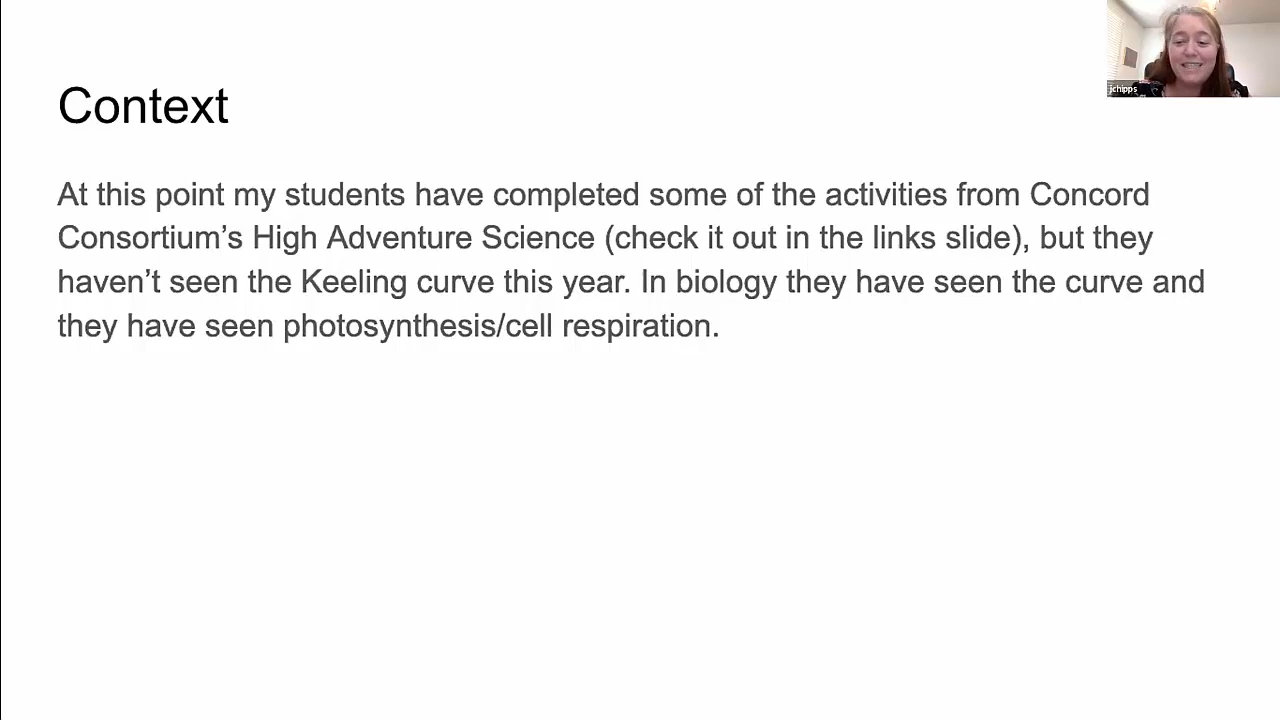 Context
At this point my students have completed some of the activities from Concord
Consortium’s High Adventure Science (check it out in the links slide), but they
haven’t seen the Keeling curve this year. In biology they have seen the curve and
they have seen photosynthesis/cell respiration.
jchipps